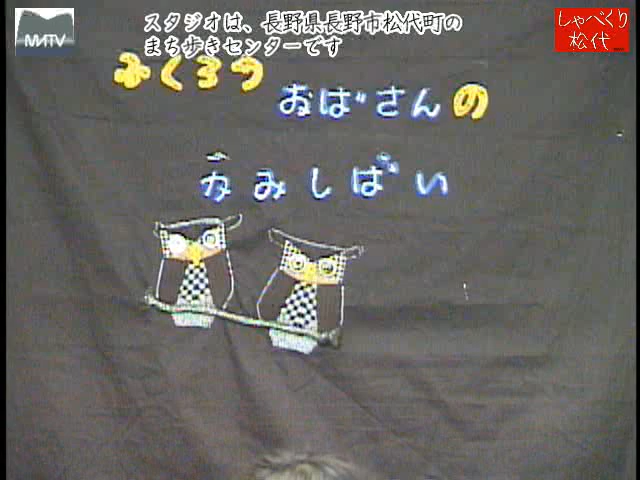 MATV
スタジオは、長野県長野市松代町の
まち歩きセンターです
しゃべくり
松代
ふくろう
おばさんの
かみしばい